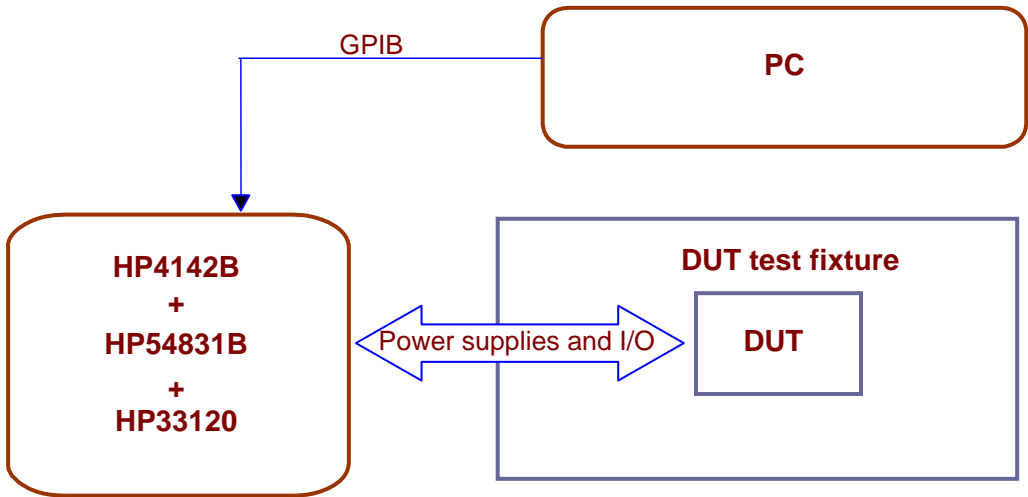 GPIB
PC
HP4142B
+
HP54831B
+
HP33120
DUT test fixture
Power supplies and I/O
DUT